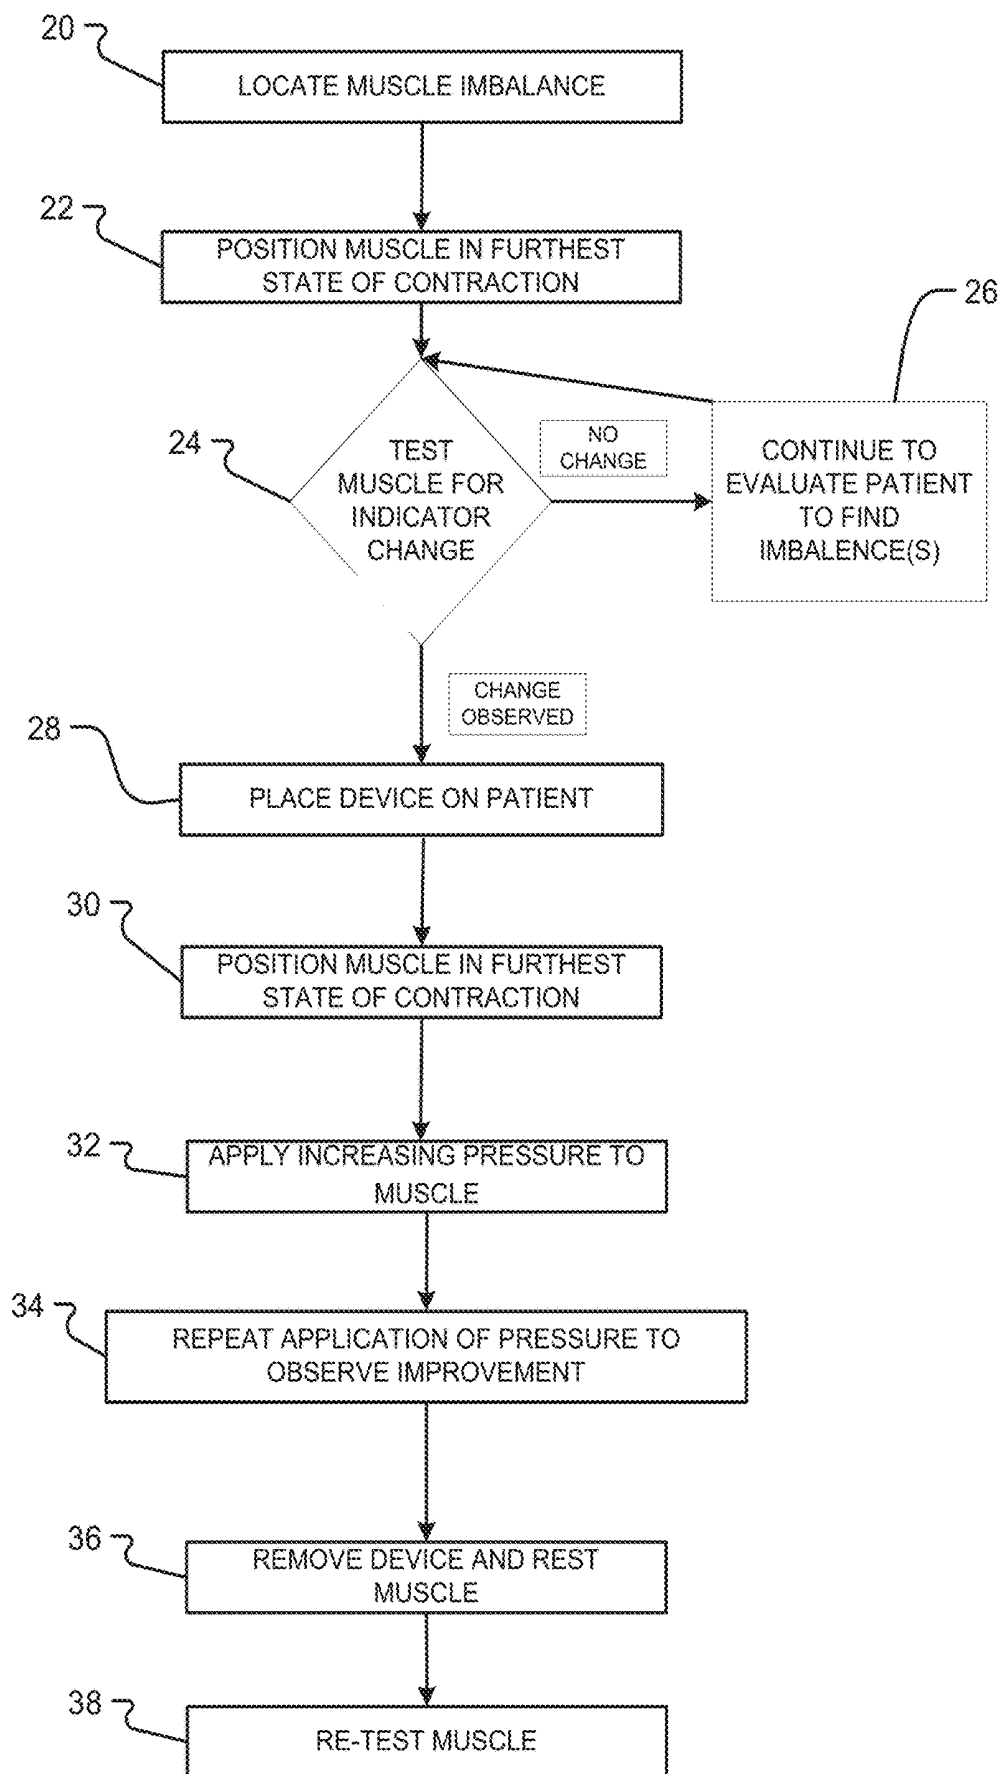 20
LOCATE MUSCLE IMBALANCE
22
POSITION MUSCLE IN FURTHEST
STATE OF CONTRACTION
26
24
TEST
MUSCLE FOR
INDICATOR
CHANGE
NO
CHANGE
CONTINUE TO
EVALUATE PATIENT
TO FIND
IMBALENCE(S)
CHANGE
OBSERVED
28
PLACE DEVICE ON PATIENT
30
POSITION MUSCLE IN FURTHEST
STATE OF CONTRACTION
32
APPLY INCREASING PRESSURE TO
MUSCLE
34
REPEAT APPLICATION OF PRESSURE TO
OBSERVE IMPROVEMENT
36
REMOVE DEVICE AND REST
MUSCLE
38
RE-TEST MUSCLE